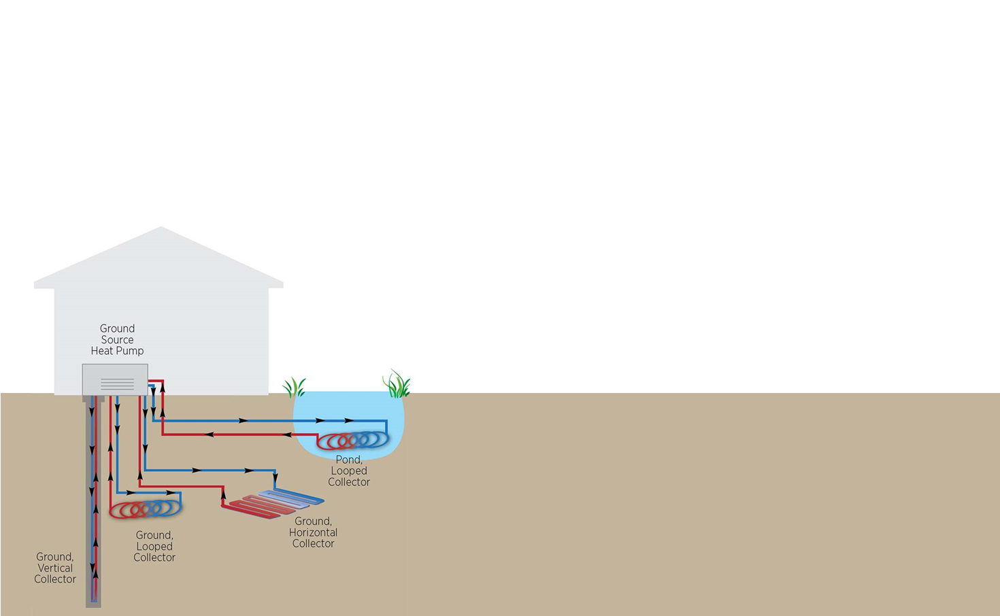 Ground
Source
Heat Pump
Pond,
Looped
Collector
Ground,
Horizontal
Collector
Ground,
Looped
Collector
Ground,
Vertical
Collector